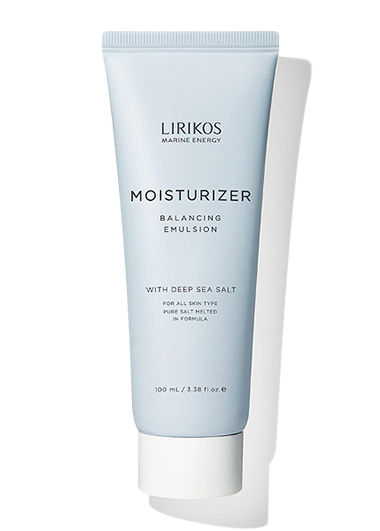 LIRIKOS
MARINE ENERGY
MOISTURIZER
BALANCING
EMULSION
WITH DEEP SEA SALT
FOR ALL SKIN TYPE
PURE SALT MELTED
IN FORMULA.
100 mL / 3.38 fl.oz.℮